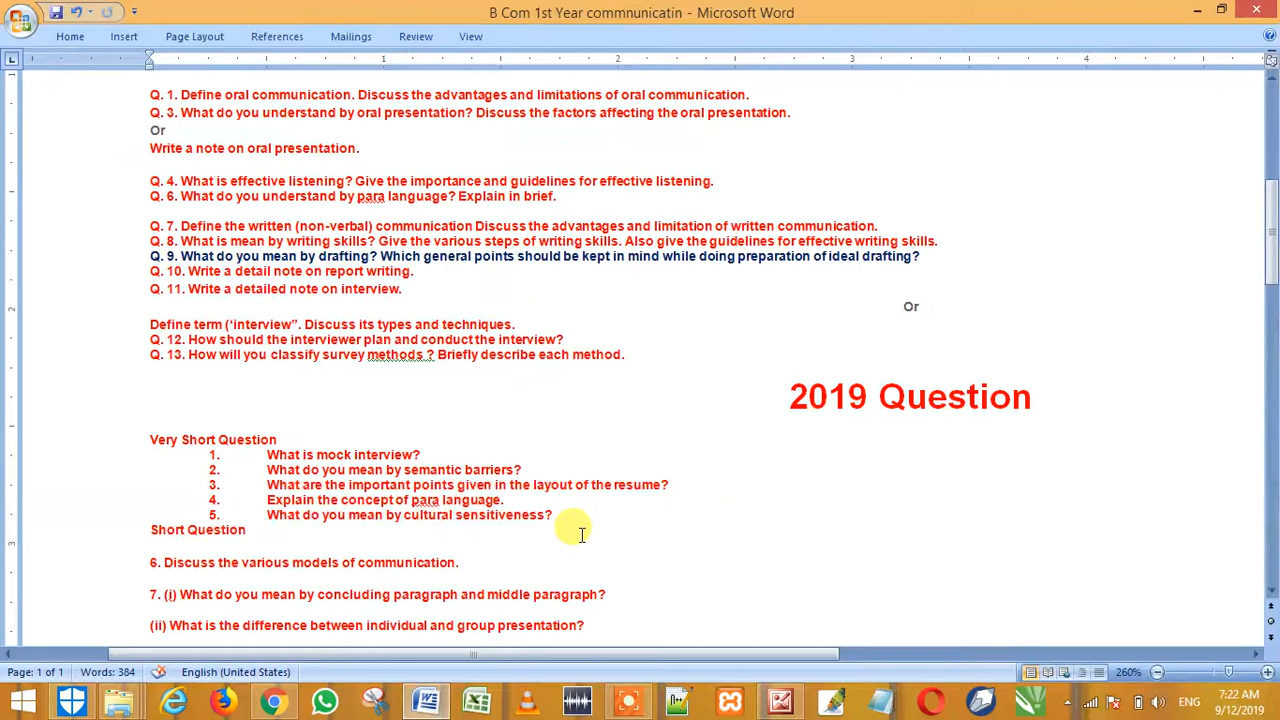 B Com 1st Year commnunicatin - Microsoft Word
Home Insert Page Layout References Mailings Review View
1 2 3 4
Q. 1. Define oral communication. Discuss the advantages and limitations of oral communication.
Q. 3. What do you understand by oral presentation? Discuss the factors affecting the oral presentation.
Or
Write a note on oral presentation.
Q. 4. What is effective listening? Give the importance and guidelines for effective listening.
Q. 6. What do you understand by para language? Explain in brief.
Q. 7. Define the written (non-verbal) communication Discuss the advantages and limitation of written communication.
Q. 8. What is mean by writing skills? Give the various steps of writing skills. Also give the guidelines for effective writing skills.
Q. 9. What do you mean by drafting? Which general points should be kept in mind while doing preparation of ideal drafting?
Q. 10. Write a detail note on report writing.
Q. 11. Write a detailed note on interview.
Or
Define term (‘interview”. Discuss its types and techniques.
Q. 12. How should the interviewer plan and conduct the interview?
Q. 13. How will you classify survey methods ? Briefly describe each method.
2019 Question
Very Short Question
1. What is mock interview?
2. What do you mean by semantic barriers?
3. What are the important points given in the layout of the resume?
4. Explain the concept of para language.
5. What do you mean by cultural sensitiveness?
Short Question
6. Discuss the various models of communication.
7. (i) What do you mean by concluding paragraph and middle paragraph?
(ii) What is the difference between individual and group presentation?
Page: 1 of 1 Words: 384 English (United States) 260%
ENG 7:22 AM
9/12/2019